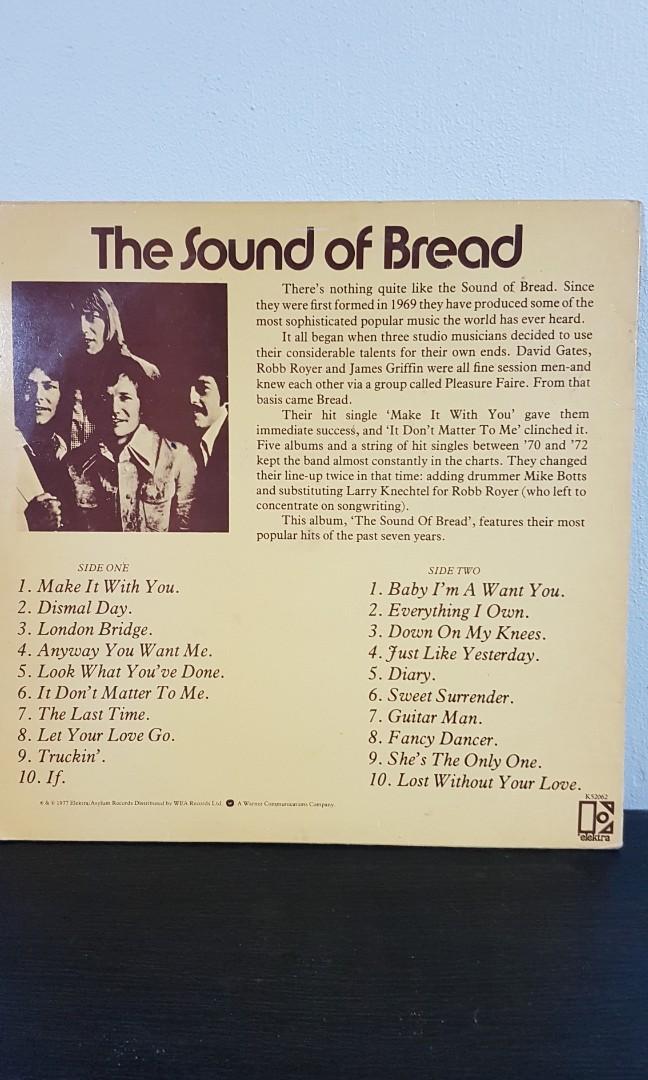 The Sound of Bread
There's nothing quite like the Sound of Bread. Since
they were first formed in 1969 they have produced some of the
most sophisticated popular music the world has ever heard.
It all began when three studio musicians decided to use
their considerable talents for their own ends. David Gates,
Robb Royer and James Griffin were all fine session men-and
knew each other via a group called Pleasure Faire. From that
basis came Bread.
Their hit single 'Make It With You' gave them
immediate success, and 'It Don't Matter To Me' clinched it.
Five albums and a string of hit singles between '70 and '72
kept the band almost constantly in the charts. They changed
their line-up twice in that time: adding drummer Mike Botts
and substituting Larry Knechtel for Robb Royer (who left to
concentrate on songwriting).
This album, 'The Sound Of Bread', features their most
popular hits of the past seven years.
SIDE ONE
1. Make It With You.
2. Dismal Day.
3. London Bridge.
4. Anyway You Want Me.
5. Look What You've Done.
6. It Don't Matter To Me.
7. The Last Time.
8. Let Your Love Go.
9. Truckin'.
10. If.
SIDE TWO
1. Baby I'm A Want You.
2. Everything I Own.
3. Down On My Knees.
4. Just Like Yesterday.
5. Diary.
6. Sweet Surrender.
7. Guitar Man.
8. Fancy Dancer.
9. She's The Only One.
10. Lost Without Your Love.
℗ & © 1977 Elektra/Asylum Records Distributed by WEA Records Ltd. A Warner Communications Company.
K52062
elektra